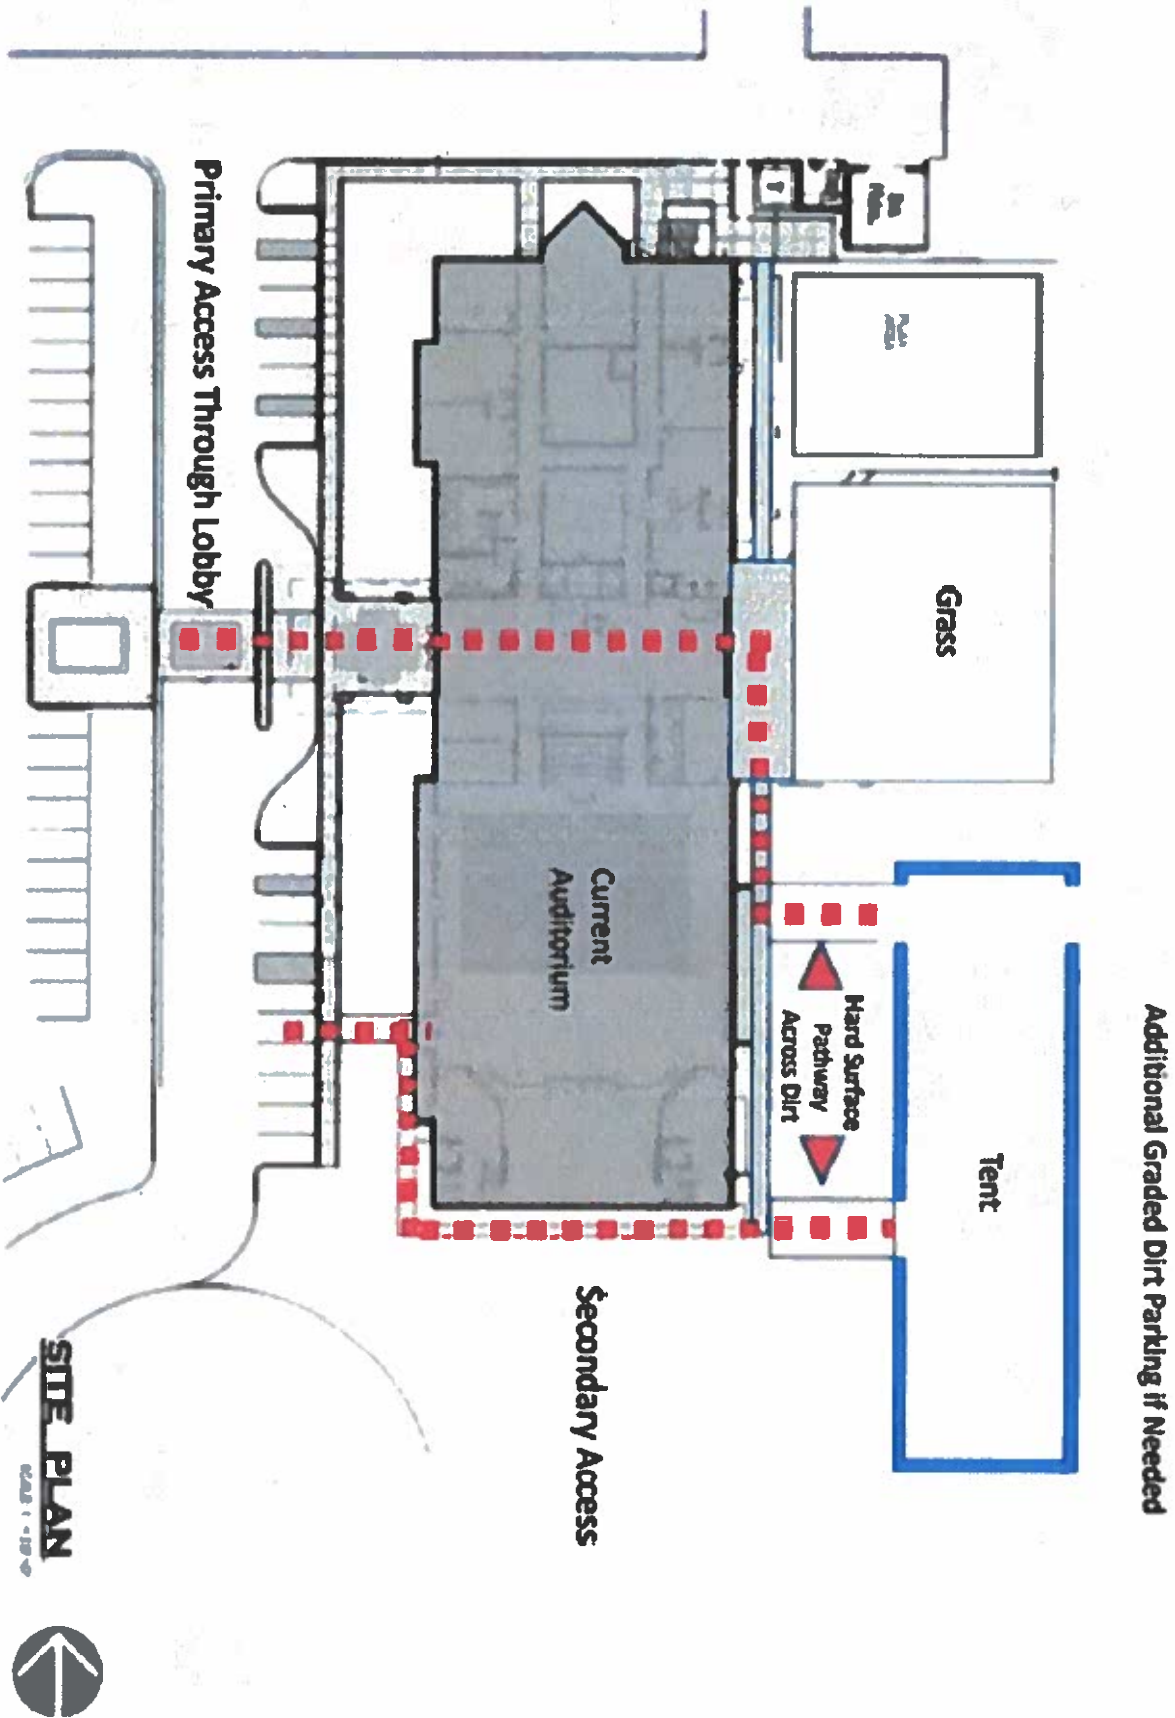 Additional Graded Dirt Parking if Needed
Grass
Tent
Hard Surface
Pathway
Across Dirt
Current
Auditorium
Secondary Access
Primary Access Through Lobby
SITE PLAN